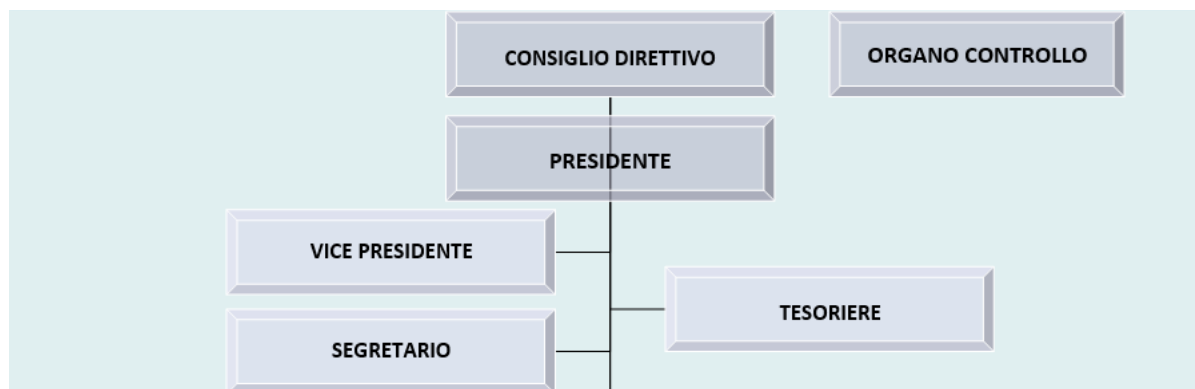 CONSIGLIO DIRETTIVO
ORGANO CONTROLLO
PRESIDENTE
VICE PRESIDENTE
TESORIERE
SEGRETARIO